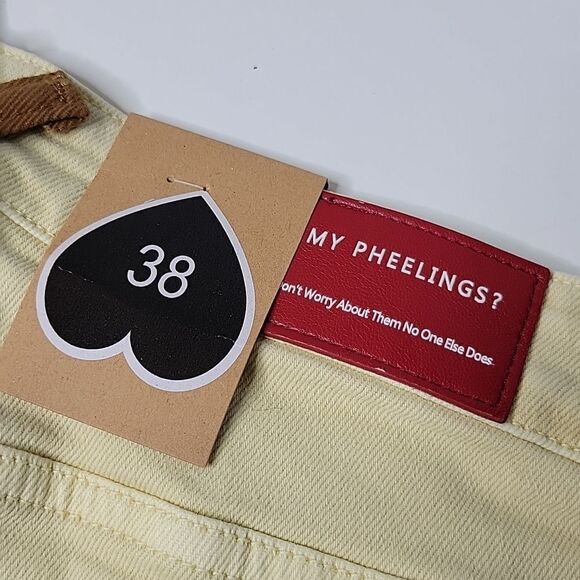 38
MY PHEELINGS?
on't Worry About Them No One Else Does.